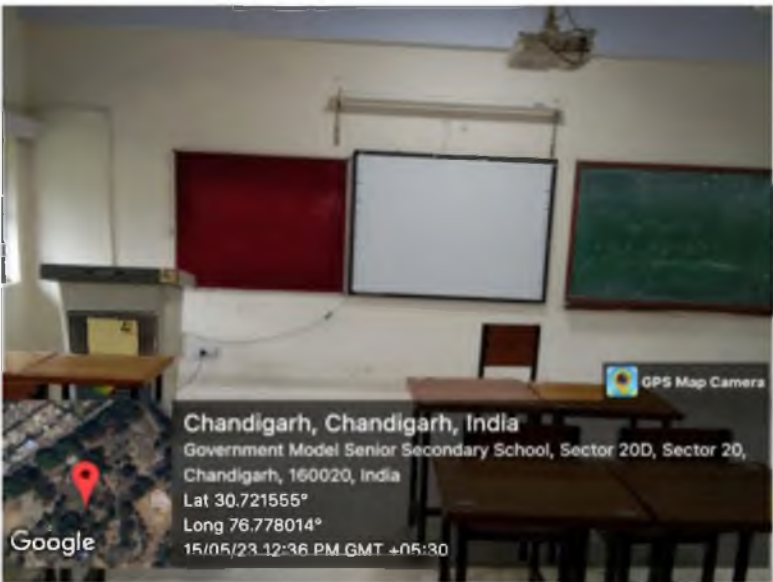 GPS Map Camera
Chandigarh, Chandigarh, India
Government Model Senior Secondary School, Sector 20D, Sector 20,
Chandigarh, 160020, India
Lat 30.721555°
Long 76.778014°
15/05/23 12:36 PM GMT +05:30
Google